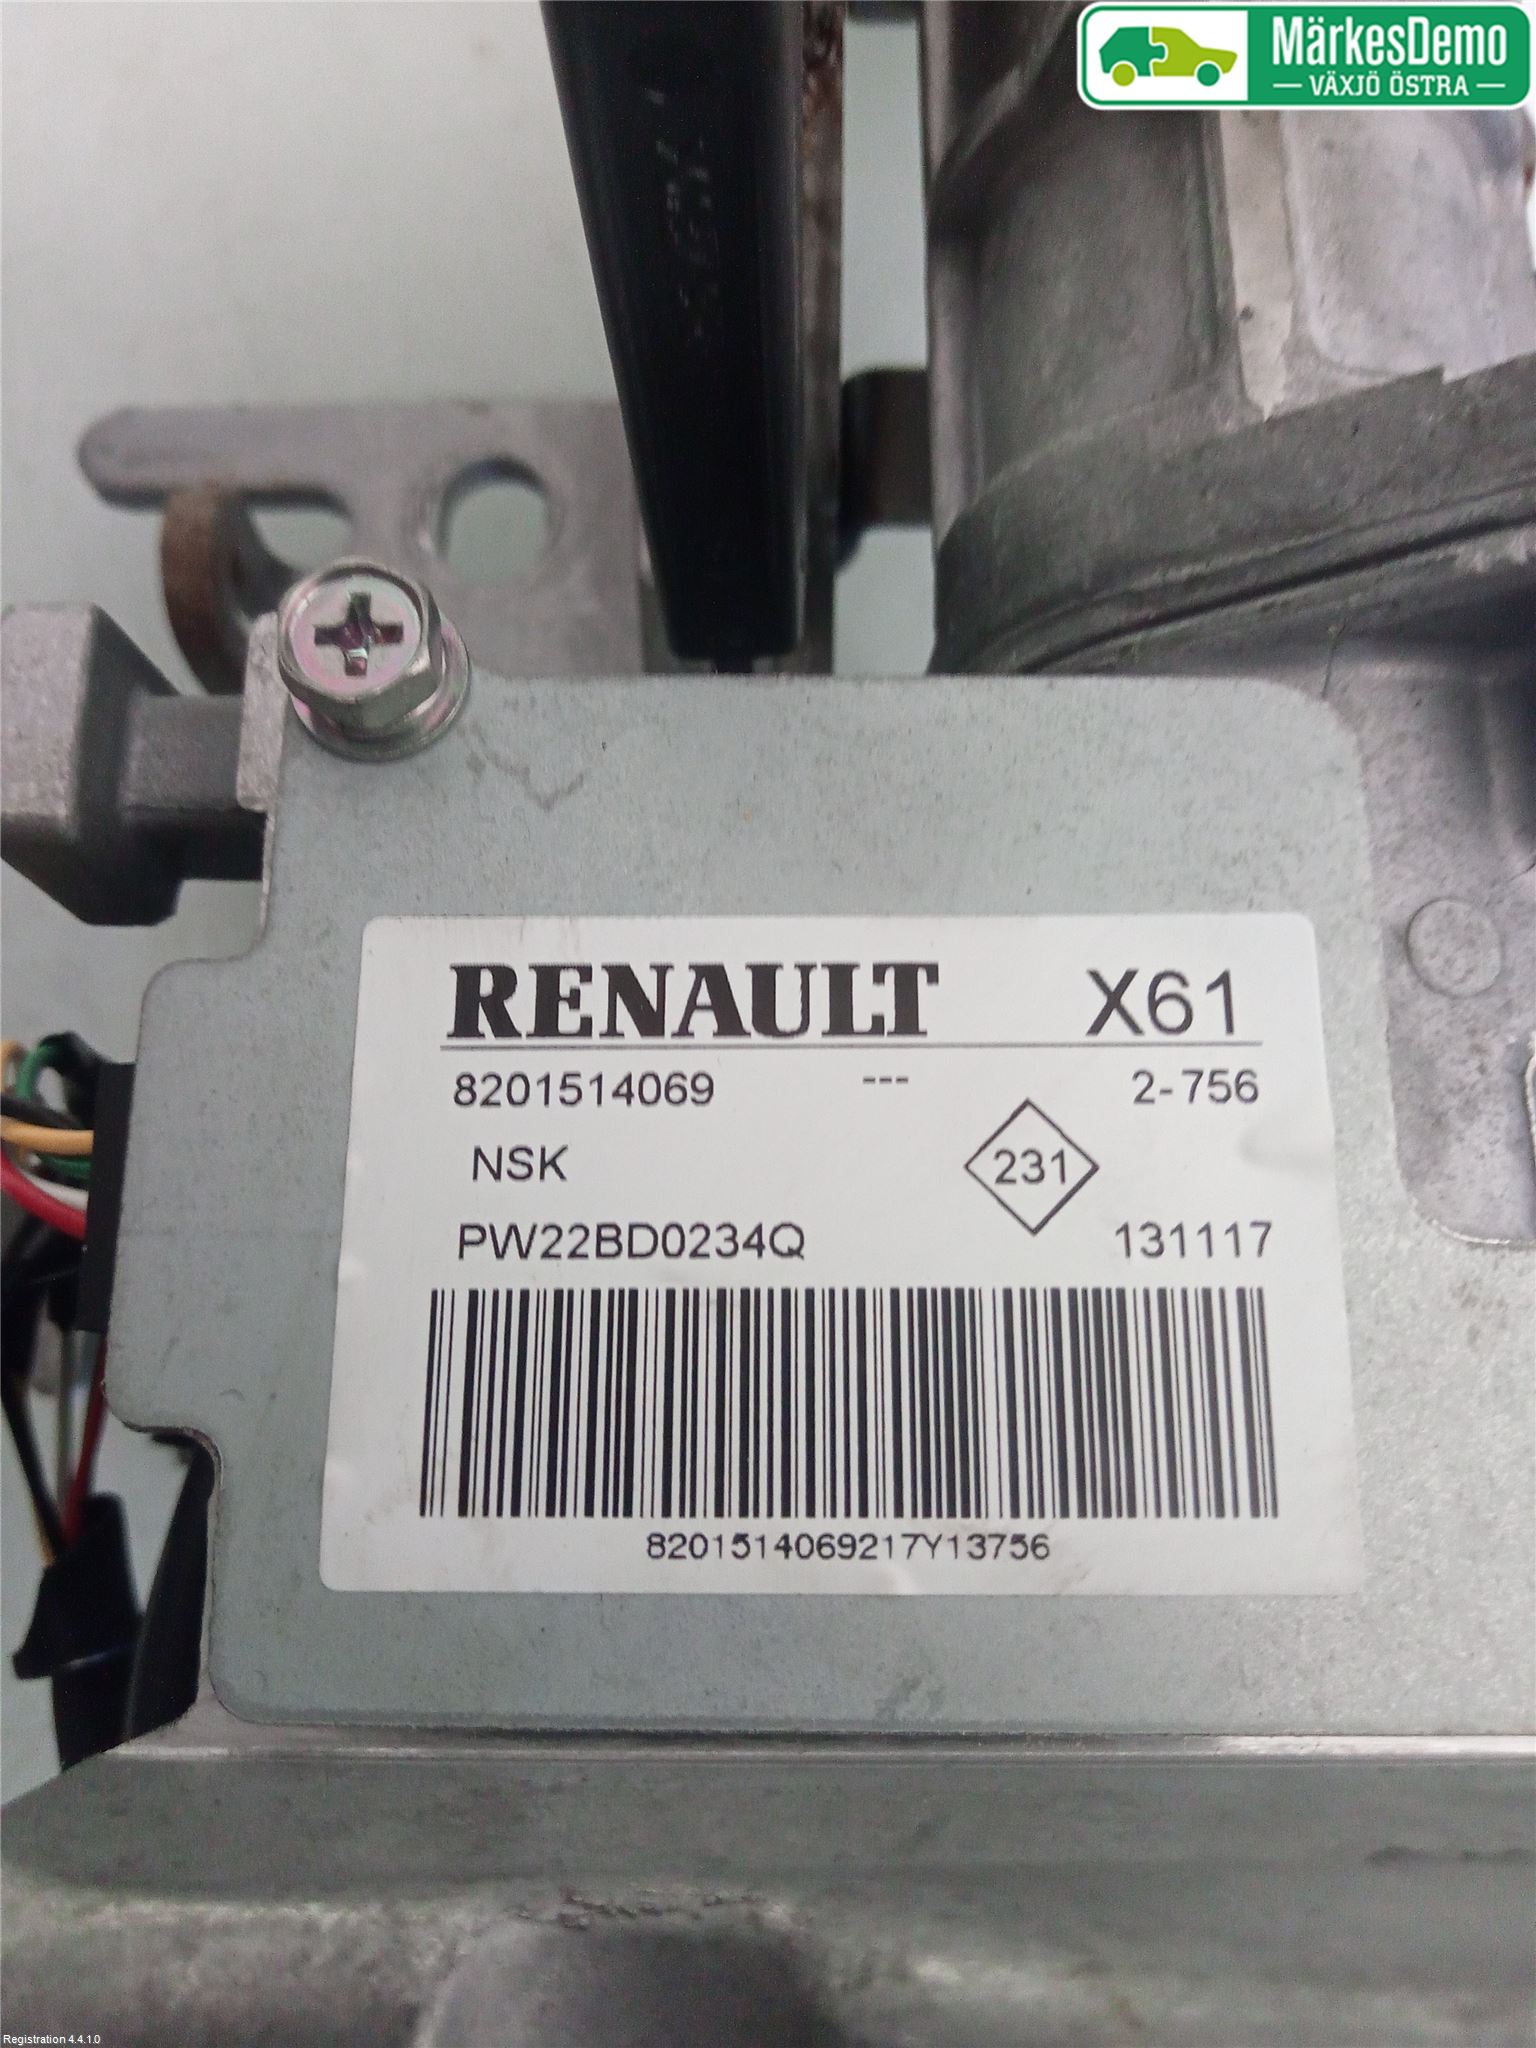 MärkesDemo
VÄXJÖ ÖSTRA
RENAULT X61
8201514069 --- 2-756
NSK 231
PW22BD0234Q 131117
8201514069217Y13756
Registration 4.4.1.0